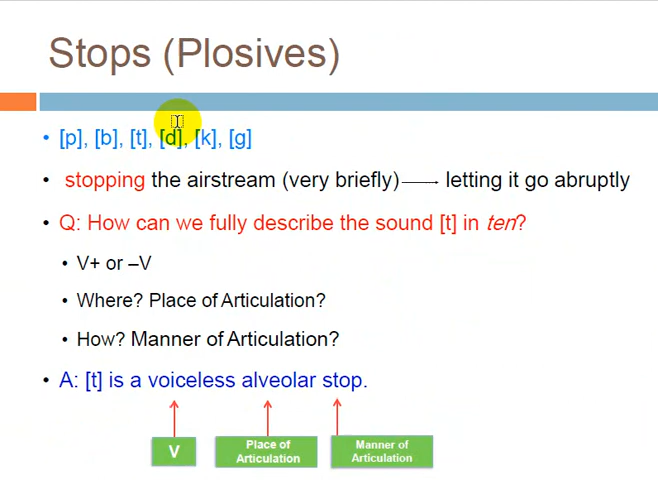 Stops (Plosives)
• [p], [b], [t], [d], [k], [g]
• stopping the airstream (very briefly)——→ letting it go abruptly
• Q: How can we fully describe the sound [t] in ten?
• V+ or –V
• Where? Place of Articulation?
• How? Manner of Articulation?
• A: [t] is a voiceless alveolar stop.
V
Place of
Articulation
Manner of
Articulation